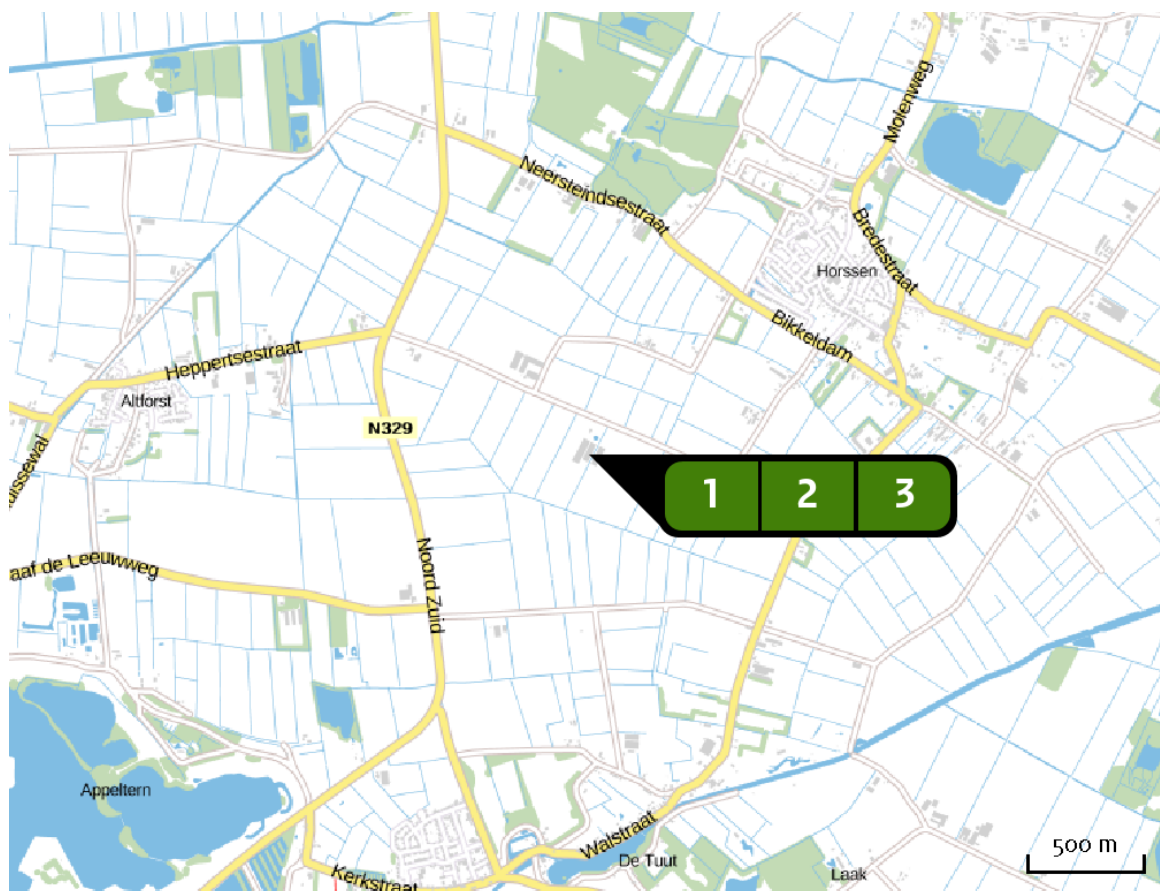 Molenweg
Neersteindsestraat
Bredestraat
Horssen
Bikkeldam
Heppertsestraat
Altforst
N329
1 2 3
aaf de Leeuwweg
Noord Zuid
Appeltern
Walstraat
De Tuut
Kerkstraat
Laak
500 m